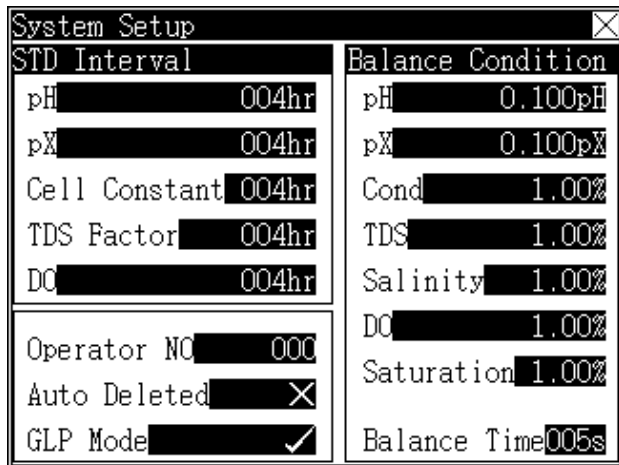 System Setup
STD Interval
pH 004hr
pX 004hr
Cell Constant 004hr
TDS Factor 004hr
DO 004hr
Operator NO 000
Auto Deleted
GLP Mode
Balance Condition
pH 0.100pH
pX 0.100pX
Cond 1.00%
TDS 1.00%
Salinity 1.00%
DO 1.00%
Saturation 1.00%
Balance Time 005s